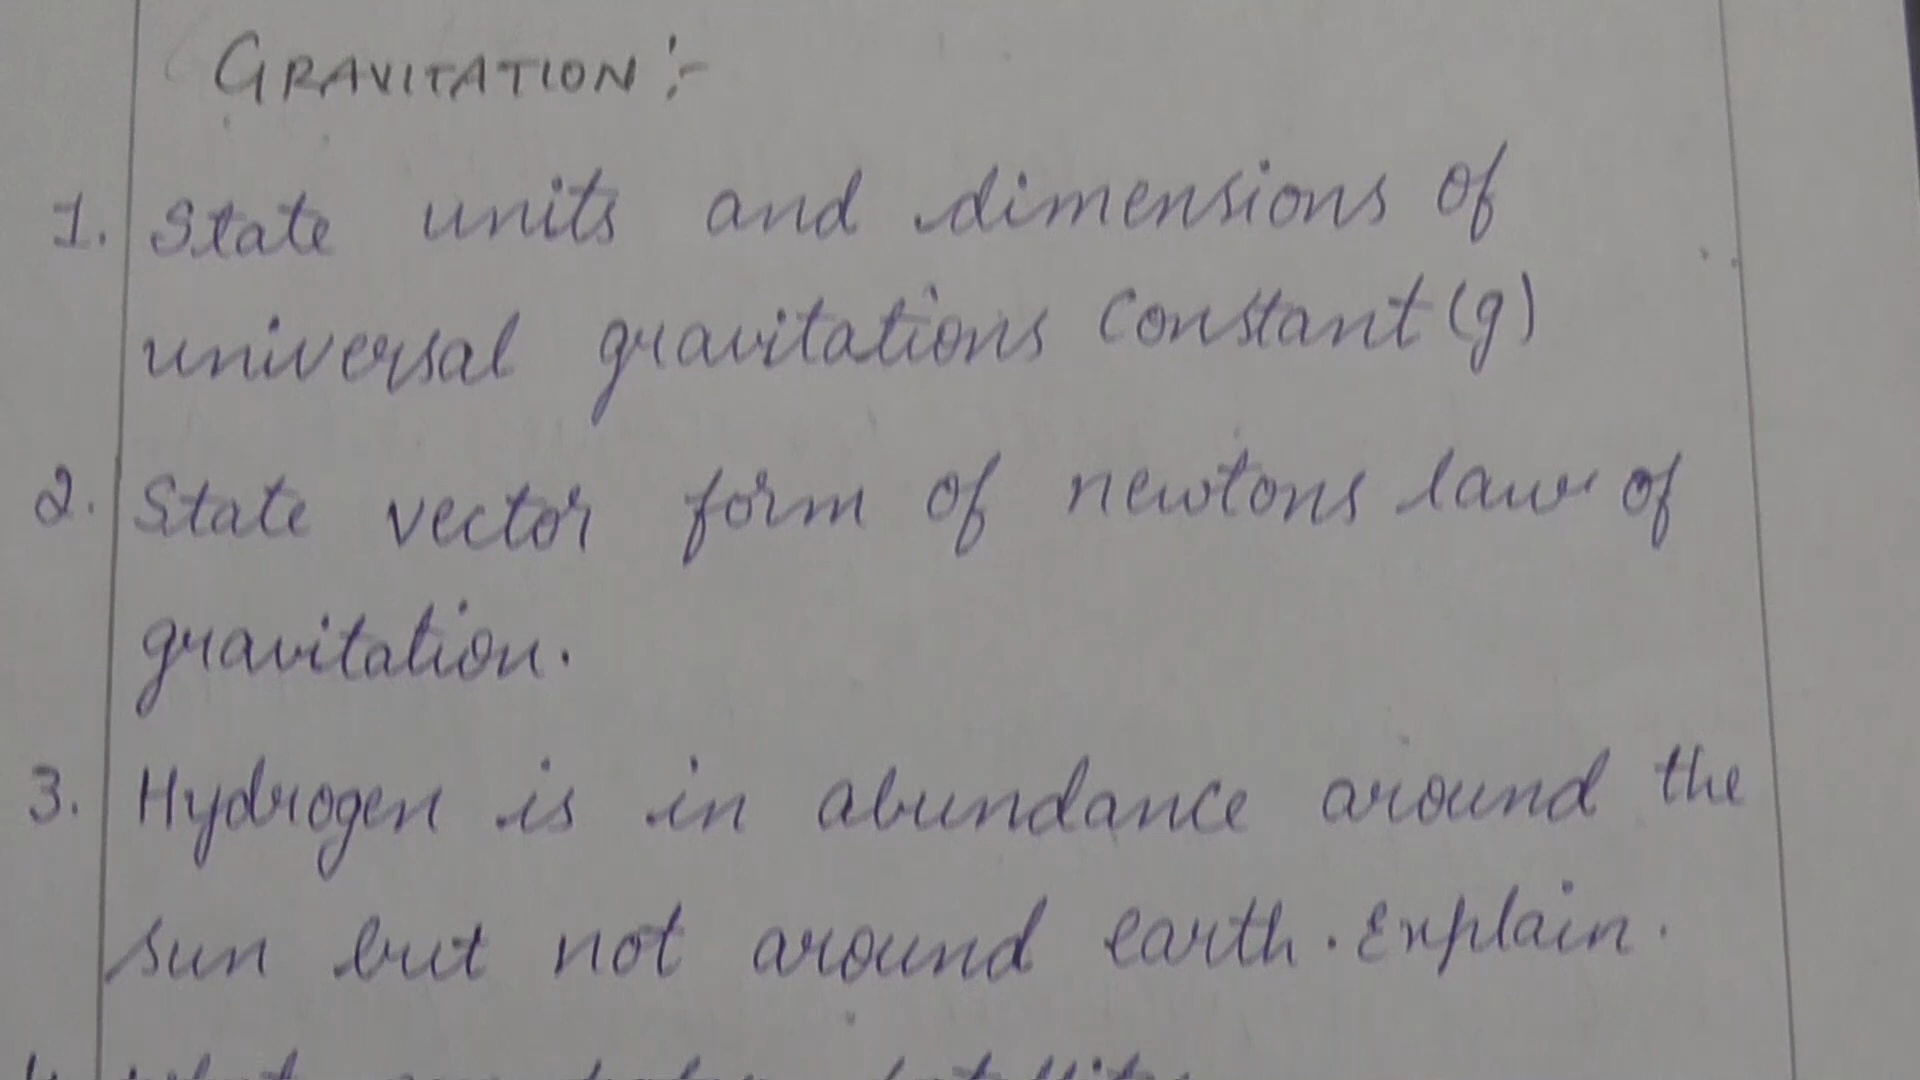 GRAVITATION:-
1. State units and dimensions of
universal gravitations constant (g)
2. State vector form of newtons law of
gravitation.
3. Hydrogen is in abundance around the
sun but not around earth. Explain.